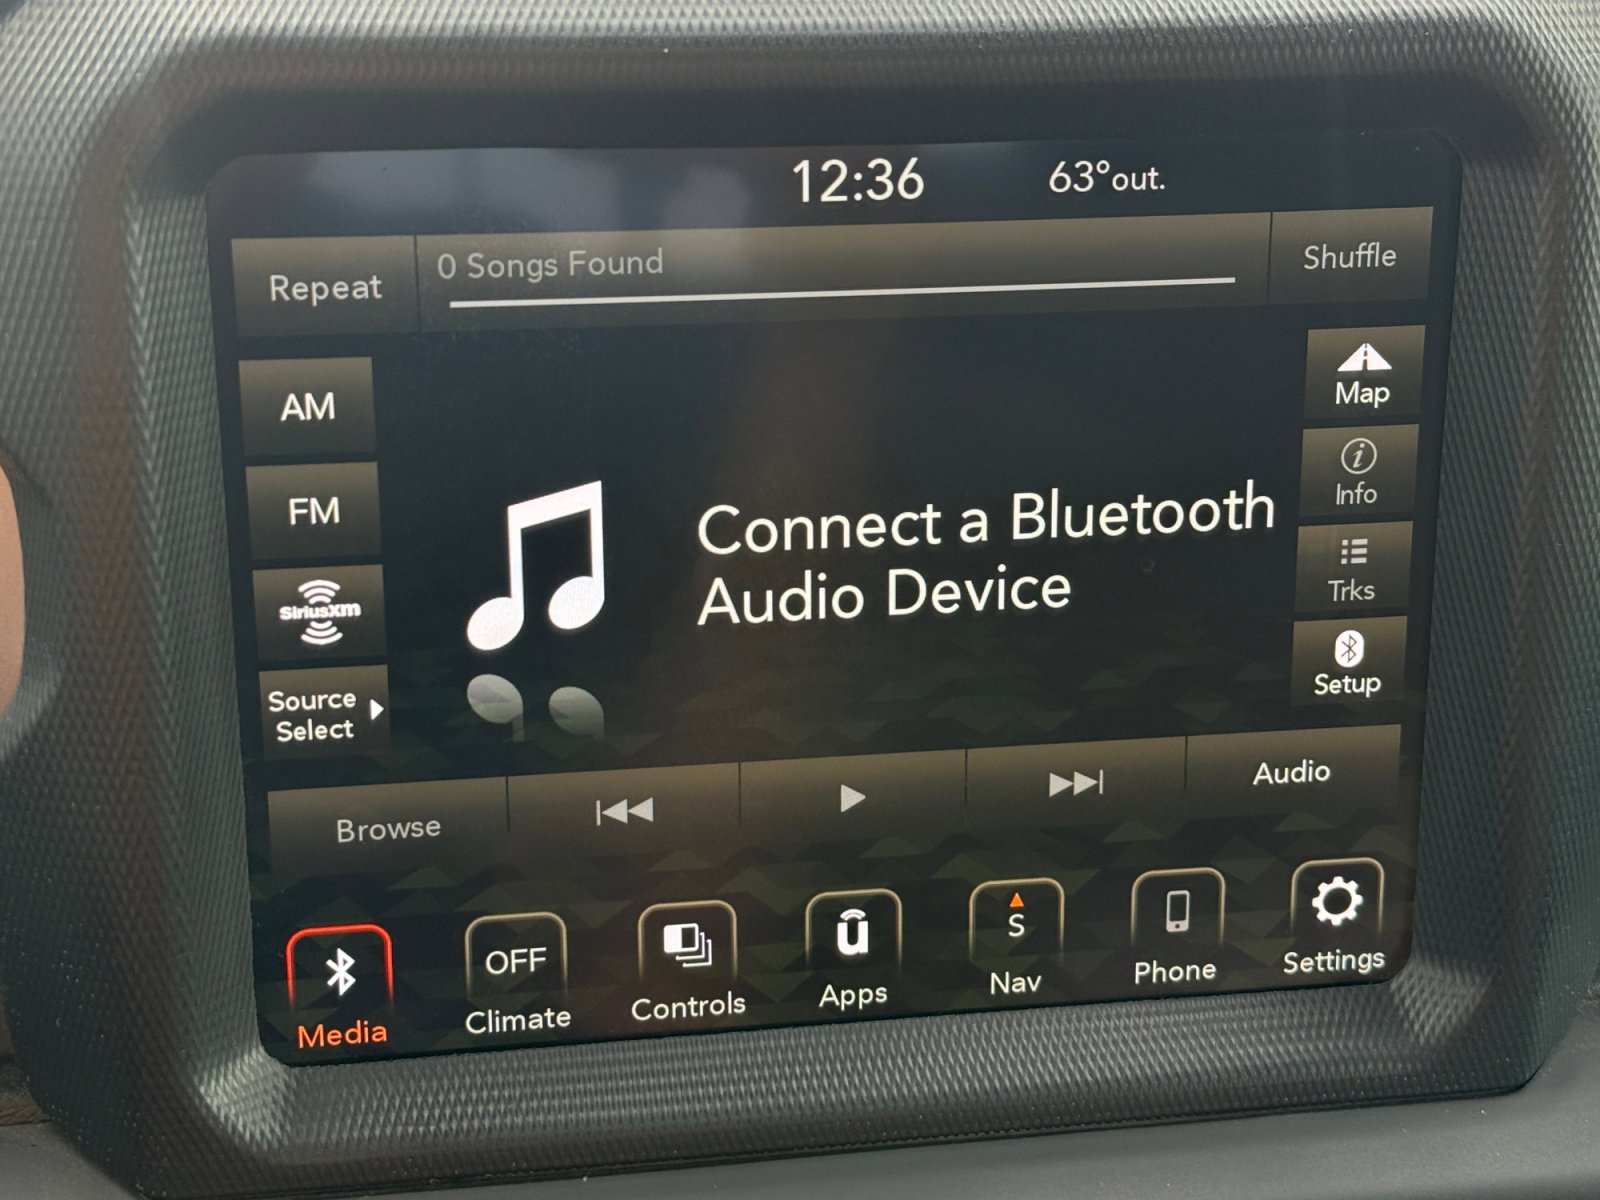 12:36
63°out.
Repeat
0 Songs Found
Shuffle
AM
FM
SiriusXM
Source
Select
Connect a Bluetooth
Audio Device
Map
Info
Trks
Setup
Browse
Audio
OFF
u
S
Media
Climate
Controls
Apps
Nav
Phone
Settings